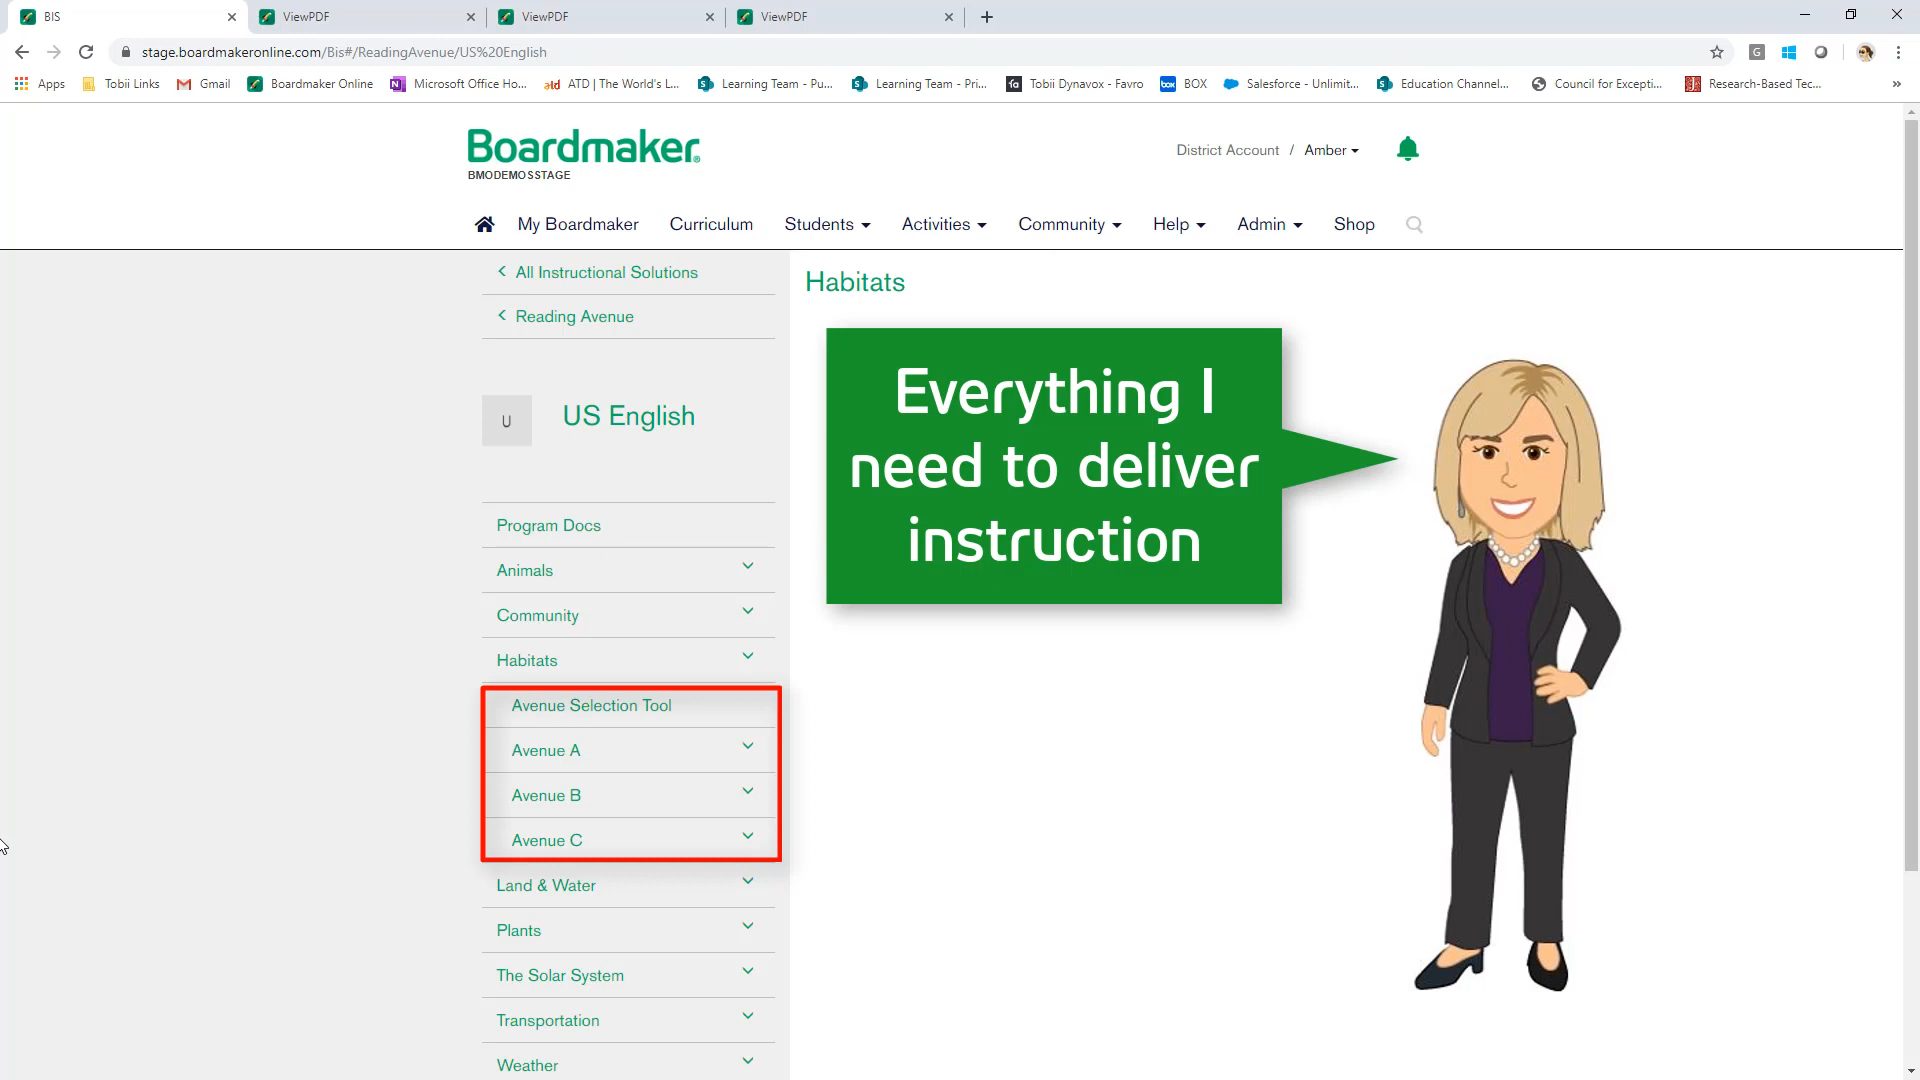 BIS
ViewPDF
ViewPDF
ViewPDF
stage.boardmakeronline.com/Bis#/ReadingAvenue/US%20English
Apps
Tobii Links
Gmail
Boardmaker Online
Microsoft Office Ho...
ATD | The World's L...
Learning Team - Pu...
Learning Team - Pri...
Tobii Dynavox - Favro
BOX
Salesforce - Unlimit...
Education Channel...
Council for Excepti...
Research-Based Tec...
Boardmaker®
BMODEMOSTAGE
District Account / Amber
My Boardmaker
Curriculum
Students
Activities
Community
Help
Admin
Shop
All Instructional Solutions
Reading Avenue
U
US English
Program Docs
Animals
Community
Habitats
Avenue Selection Tool
Avenue A
Avenue B
Avenue C
Land & Water
Plants
The Solar System
Transportation
Weather
Habitats
Everything I
need to deliver
instruction